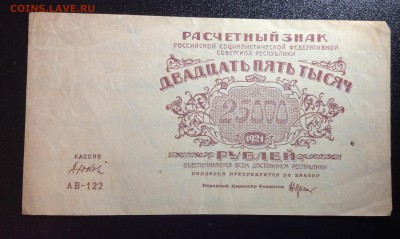 COINS.LAVE.RU
РАСЧЕТНЫЙ ЗНАК
РОССИЙСКОЙ СОЦИАЛИСТИЧЕСКОЙ ФЕДЕРАТИВНОЙ
СОВЕТСКОЙ РЕСПУБЛИКИ
ДВАДЦАТЬ ПЯТЬ ТЫСЯЧ
25000
1921
РУБЛЕЙ
ОБЕСПЕЧИВАЕТСЯ ВСЕМ ДОСТОЯНИЕМ РЕСПУБЛИКИ
ПОДДЕЛКА ПРЕСЛЕДУЕТСЯ ПО ЗАКОНУ
Народный Комиссар Финансов
КАССИР
АВ-122